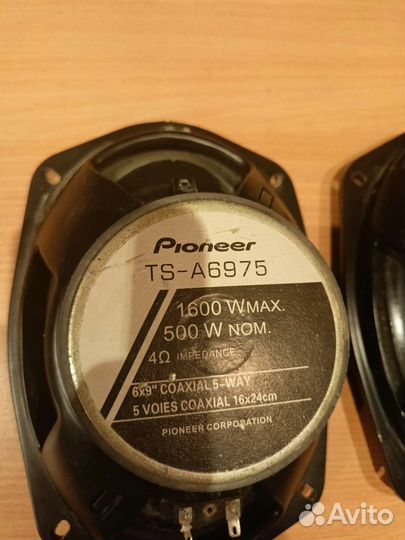 Pioneer
TS-A6975
1600 WMAX.
500 W NOM.
4Ω IMPEDANCE
6x9" COAXIAL 5-WAY
5 VOIES COAXIAL 16x24cm
PIONEER CORPORATION
Avito